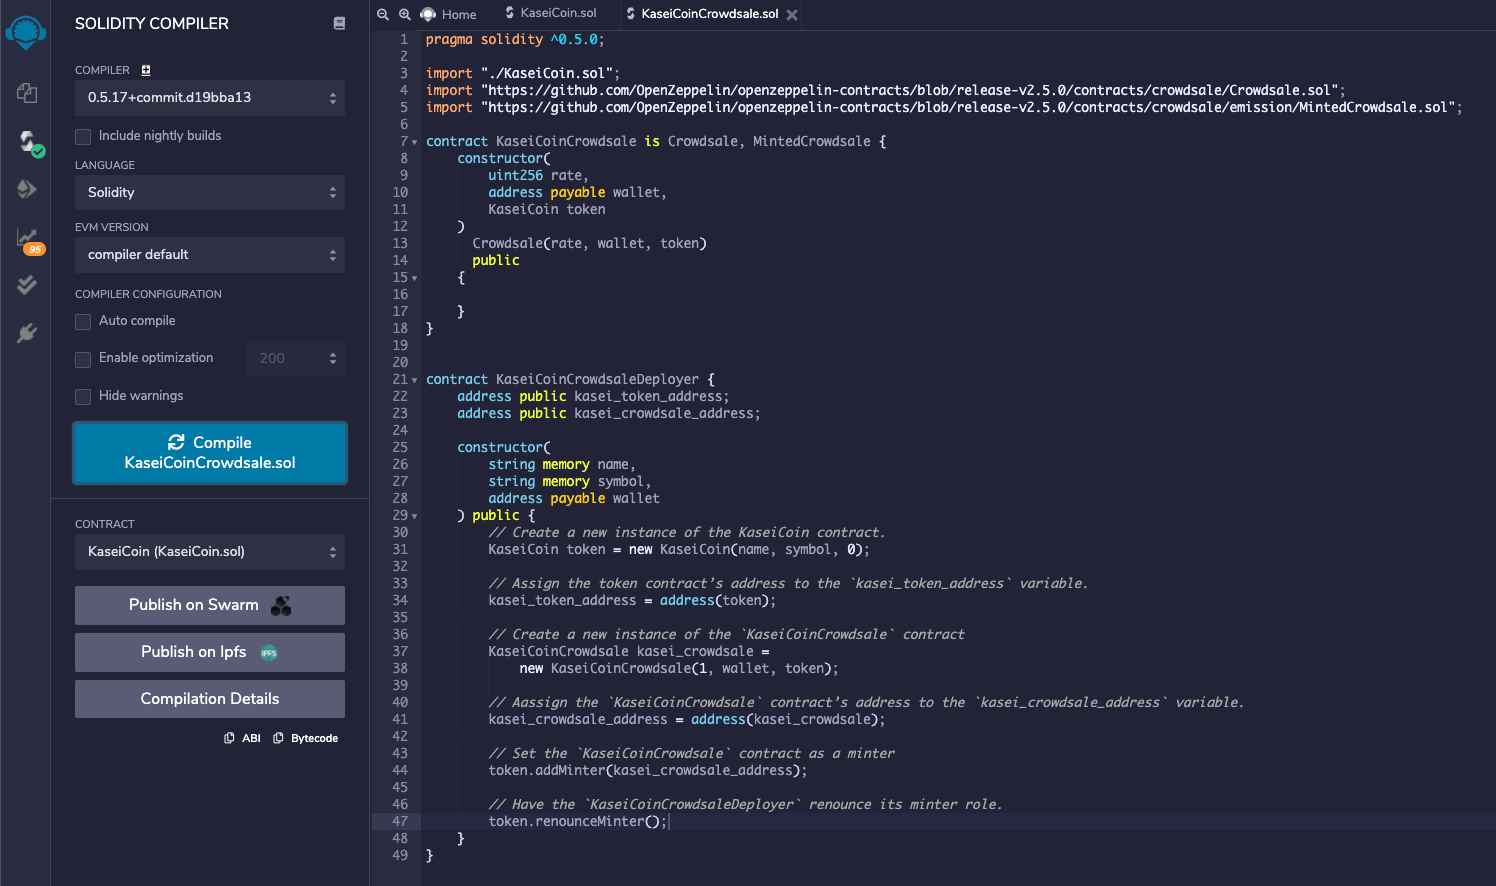 SOLIDITY COMPILER
COMPILER
0.5.17+commit.d19bba13
Include nightly builds
LANGUAGE
Solidity
EVM VERSION
compiler default
95
COMPILER CONFIGURATION
Auto compile
Enable optimization
200
Hide warnings
Compile
KaseiCoinCrowdsale.sol
CONTRACT
KaseiCoin (KaseiCoin.sol)
Publish on Swarm
Publish on Ipfs
IPFS
Compilation Details
ABI
Bytecode
Home
KaseiCoin.sol
KaseiCoinCrowdsale.sol
1 pragma solidity ^0.5.0;
2
3 import "./KaseiCoin.sol";
4 import "https://github.com/OpenZeppelin/openzeppelin-contracts/blob/release-v2.5.0/contracts/crowdsale/Crowdsale.sol";
5 import "https://github.com/OpenZeppelin/openzeppelin-contracts/blob/release-v2.5.0/contracts/crowdsale/emission/MintedCrowdsale.sol";
6
7 contract KaseiCoinCrowdsale is Crowdsale, MintedCrowdsale {
8 constructor(
9 uint256 rate,
10 address payable wallet,
11 KaseiCoin token
12 )
13 Crowdsale(rate, wallet, token)
14 public
15 {
16
17 }
18 }
19
20
21 contract KaseiCoinCrowdsaleDeployer {
22 address public kasei_token_address;
23 address public kasei_crowdsale_address;
24
25 constructor(
26 string memory name,
27 string memory symbol,
28 address payable wallet
29 ) public {
30 // Create a new instance of the KaseiCoin contract.
31 KaseiCoin token = new KaseiCoin(name, symbol, 0);
32
33 // Assign the token contract’s address to the `kasei_token_address` variable.
34 kasei_token_address = address(token);
35
36 // Create a new instance of the `KaseiCoinCrowdsale` contract
37 KaseiCoinCrowdsale kasei_crowdsale =
38 new KaseiCoinCrowdsale(1, wallet, token);
39
40 // Aassign the `KaseiCoinCrowdsale` contract’s address to the `kasei_crowdsale_address` variable.
41 kasei_crowdsale_address = address(kasei_crowdsale);
42
43 // Set the `KaseiCoinCrowdsale` contract as a minter
44 token.addMinter(kasei_crowdsale_address);
45
46 // Have the `KaseiCoinCrowdsaleDeployer` renounce its minter role.
47 token.renounceMinter();
48 }
49 }